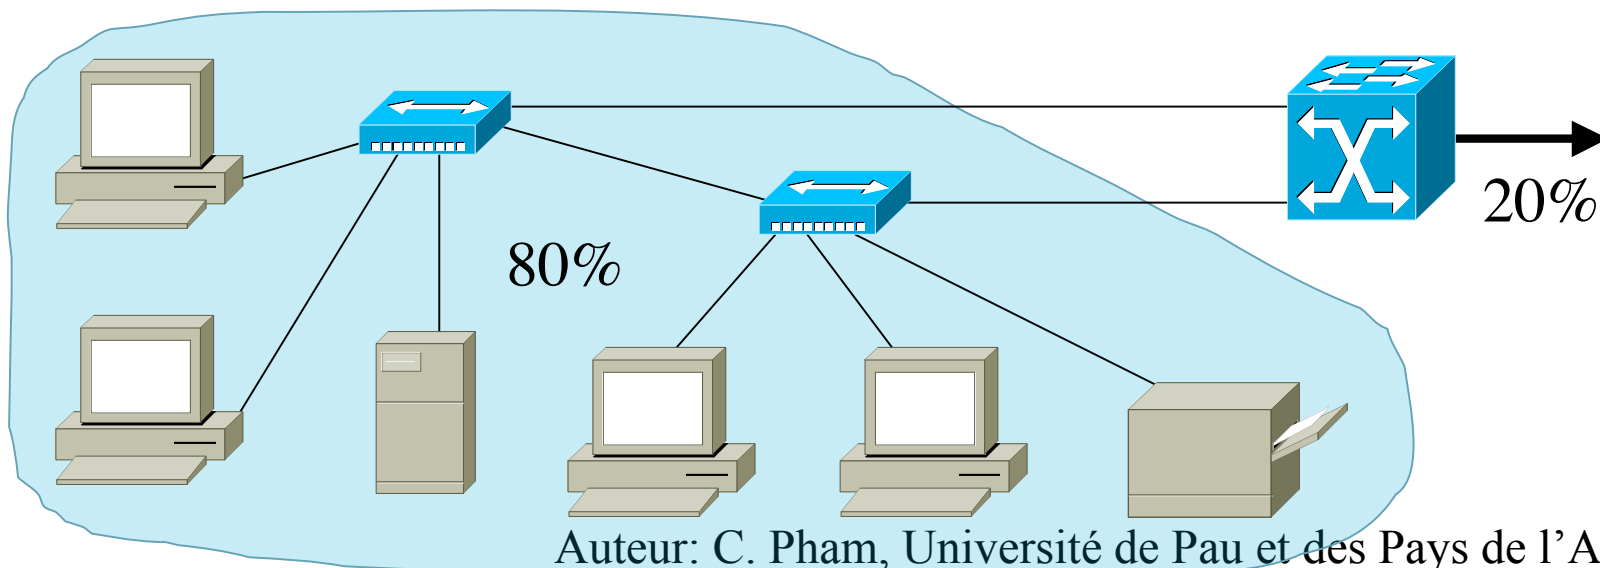 20%
80%
Auteur: C. Pham, Université de Pau et des Pays de l’A